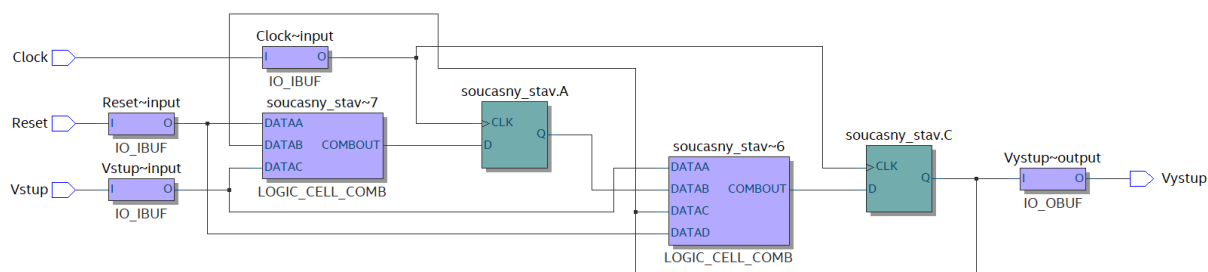 Clock
Clock~input
I
O
IO_IBUF
Reset
Reset~input
I
O
IO_IBUF
Vstup
Vstup~input
I
O
IO_IBUF
soucasny_stav~7
DATAA
DATAB
COMBOUT
DATAC
LOGIC_CELL_COMB
soucasny_stav.A
CLK
Q
D
soucasny_stav~6
DATAA
DATAB
COMBOUT
DATAC
DATAD
LOGIC_CELL_COMB
soucasny_stav.C
CLK
Q
D
Vystup~output
I
O
IO_OBUF
Vystup